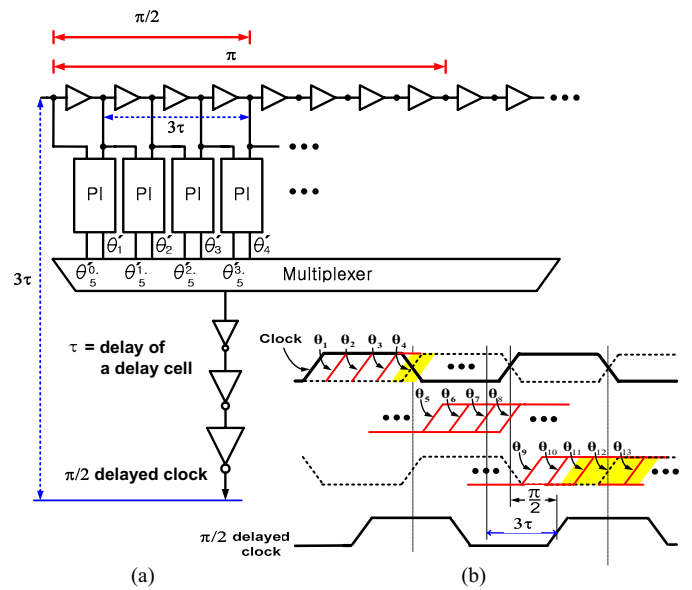 π/2
π
3τ
PI PI PI PI
θ´1 θ´2 θ´3 θ´4
θ´0.5 θ´1.5 θ´2.5 θ´3.5
Multiplexer
3τ
τ = delay of
a delay cell
π/2 delayed clock
(a)
Clock
θ1 θ2 θ3 θ4
θ5 θ6 θ7 θ8
θ9 θ10 θ11 θ12 θ13
π/2
3τ
π/2 delayed
clock
(b)